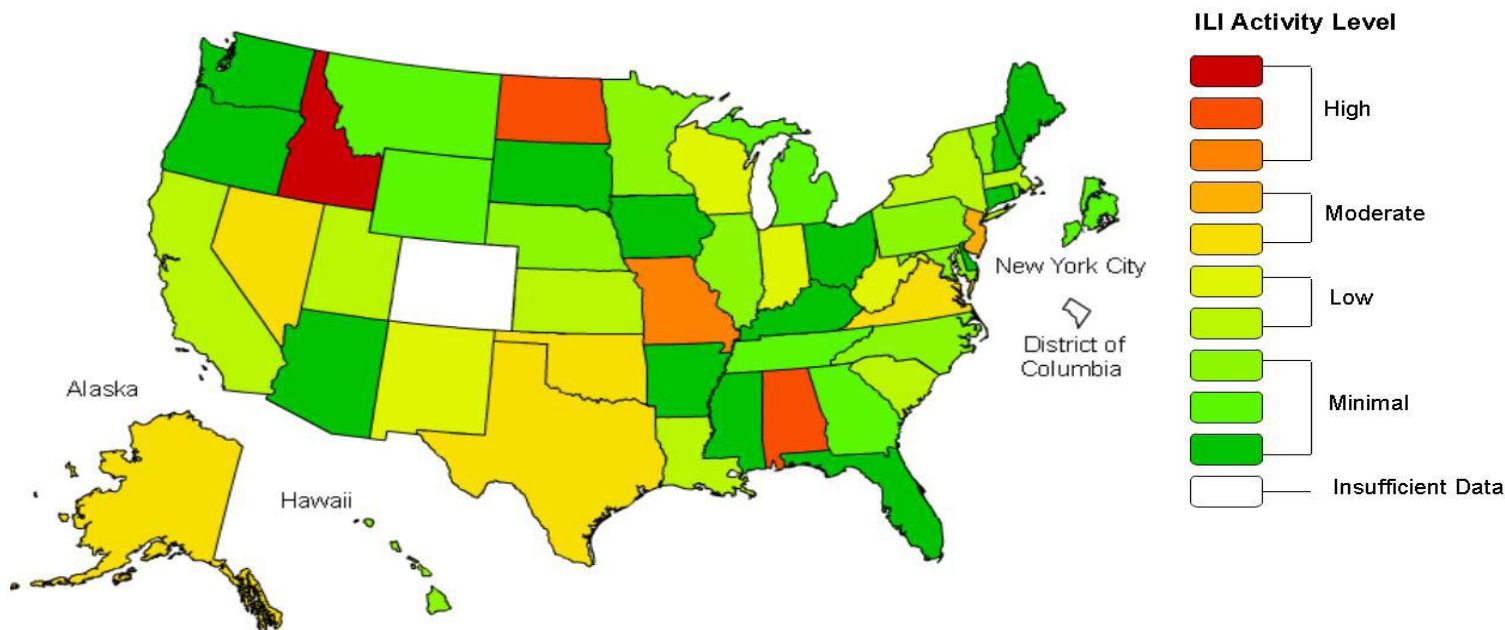 ILI Activity Level
High
Moderate
New York City
Low
District of
Columbia
Alaska
Minimal
Hawaii
Insufficient Data